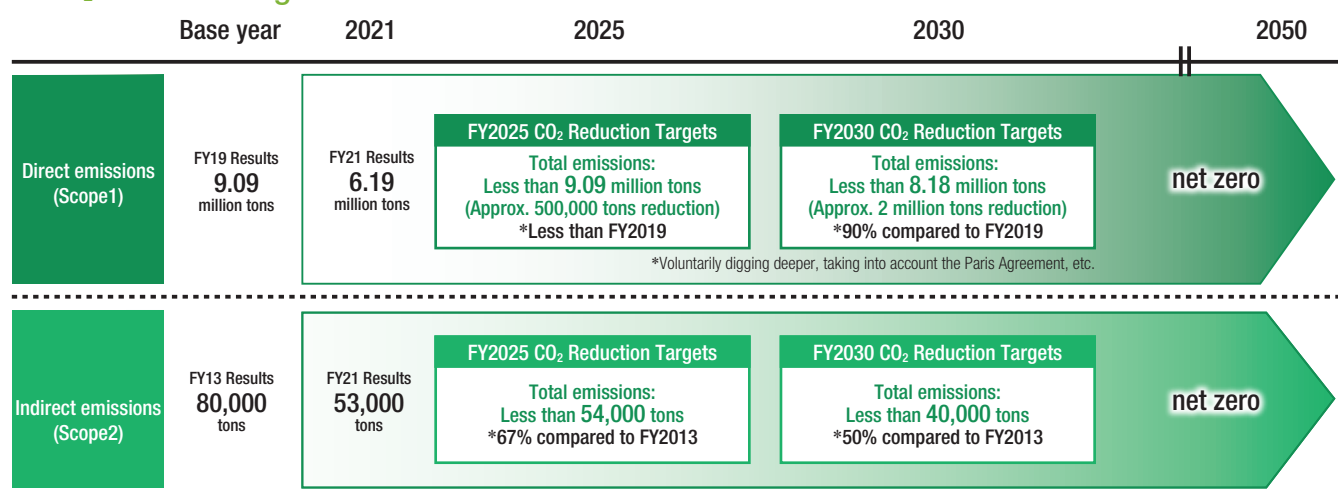 Base year 2021 2025 2030 2050
Direct emissions
(Scope1)
FY19 Results
9.09
million tons
FY21 Results
6.19
million tons
FY2025 CO₂ Reduction Targets
Total emissions:
Less than 9.09 million tons
(Approx. 500,000 tons reduction)
*Less than FY2019
FY2030 CO₂ Reduction Targets
Total emissions:
Less than 8.18 million tons
(Approx. 2 million tons reduction)
*90% compared to FY2019
net zero
*Voluntarily digging deeper, taking into account the Paris Agreement, etc.
Indirect emissions
(Scope2)
FY13 Results
80,000
tons
FY21 Results
53,000
tons
FY2025 CO₂ Reduction Targets
Total emissions:
Less than 54,000 tons
*67% compared to FY2013
FY2030 CO₂ Reduction Targets
Total emissions:
Less than 40,000 tons
*50% compared to FY2013
net zero